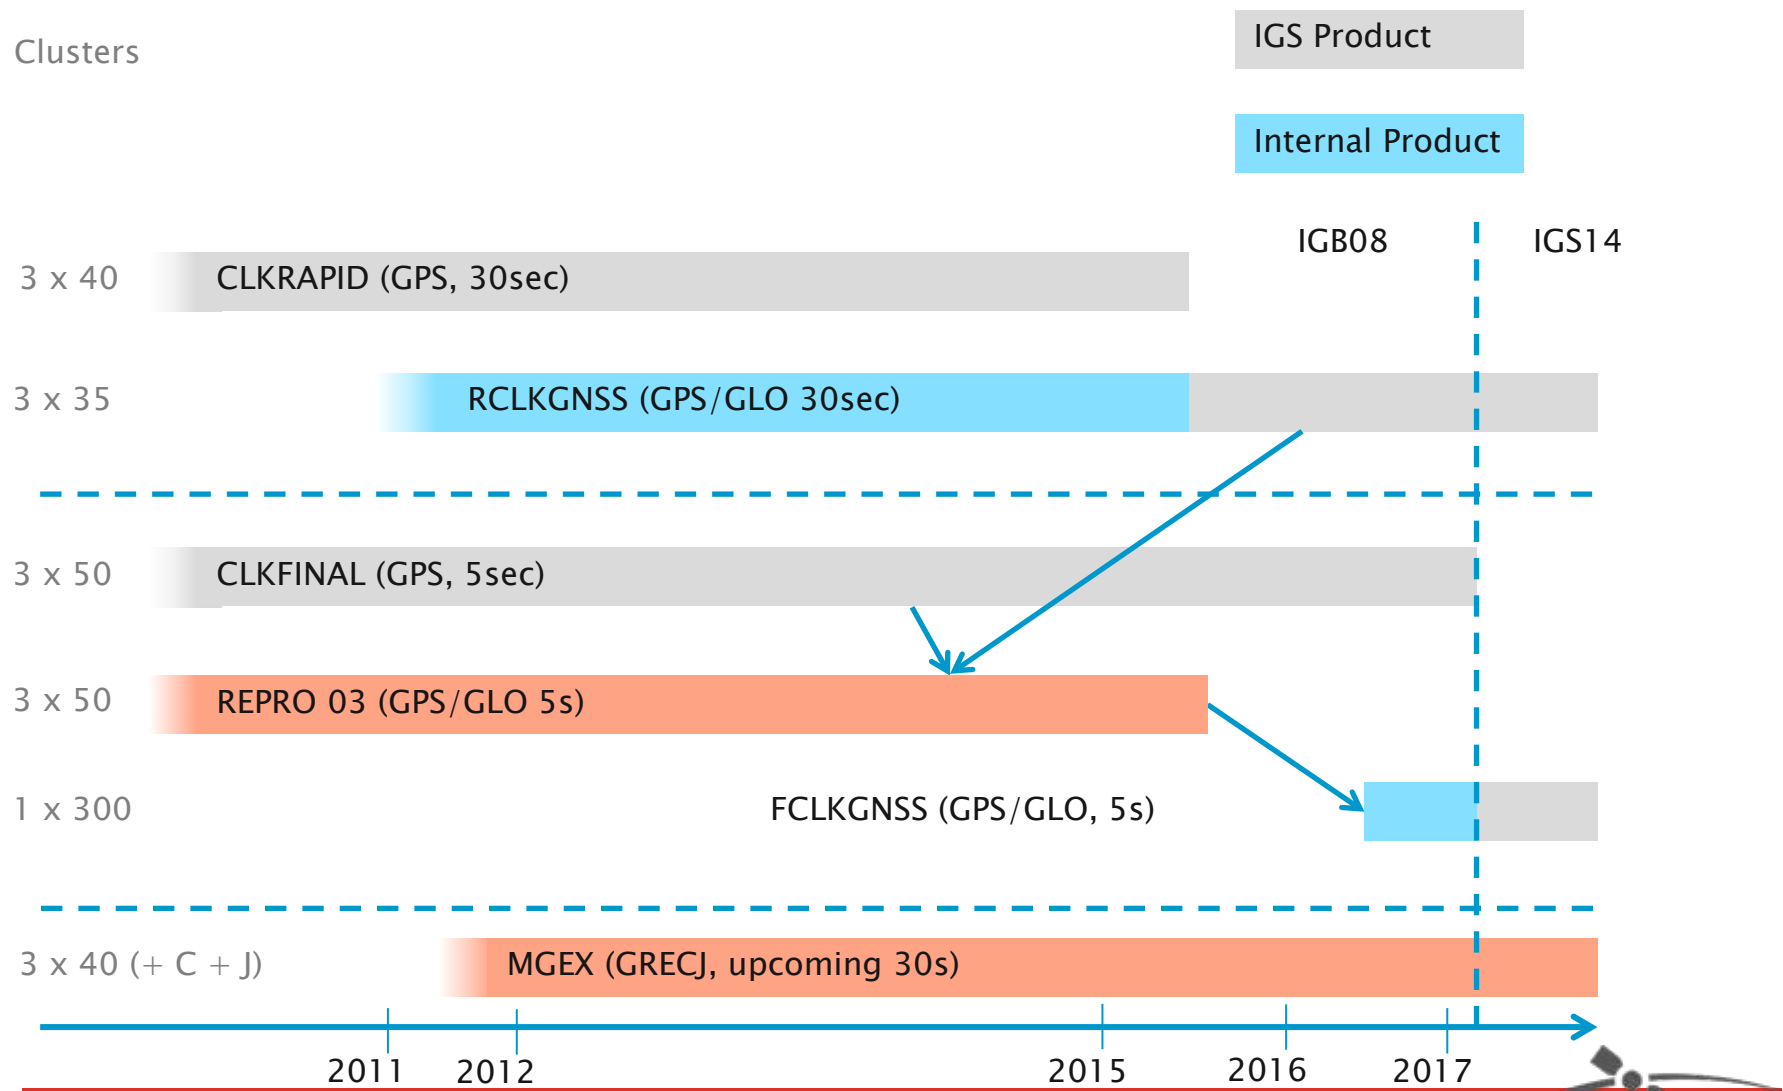 Clusters
IGS Product
Internal Product
IGB08
IGS14
3 x 40
CLKRAPID (GPS, 30sec)
3 x 35
RCLKGNSS (GPS/GLO 30sec)
3 x 50
CLKFINAL (GPS, 5sec)
3 x 50
REPRO 03 (GPS/GLO 5s)
1 x 300
FCLKGNSS (GPS/GLO, 5s)
3 x 40 (+ C + J)
MGEX (GRECJ, upcoming 30s)
2011
2012
2015
2016
2017